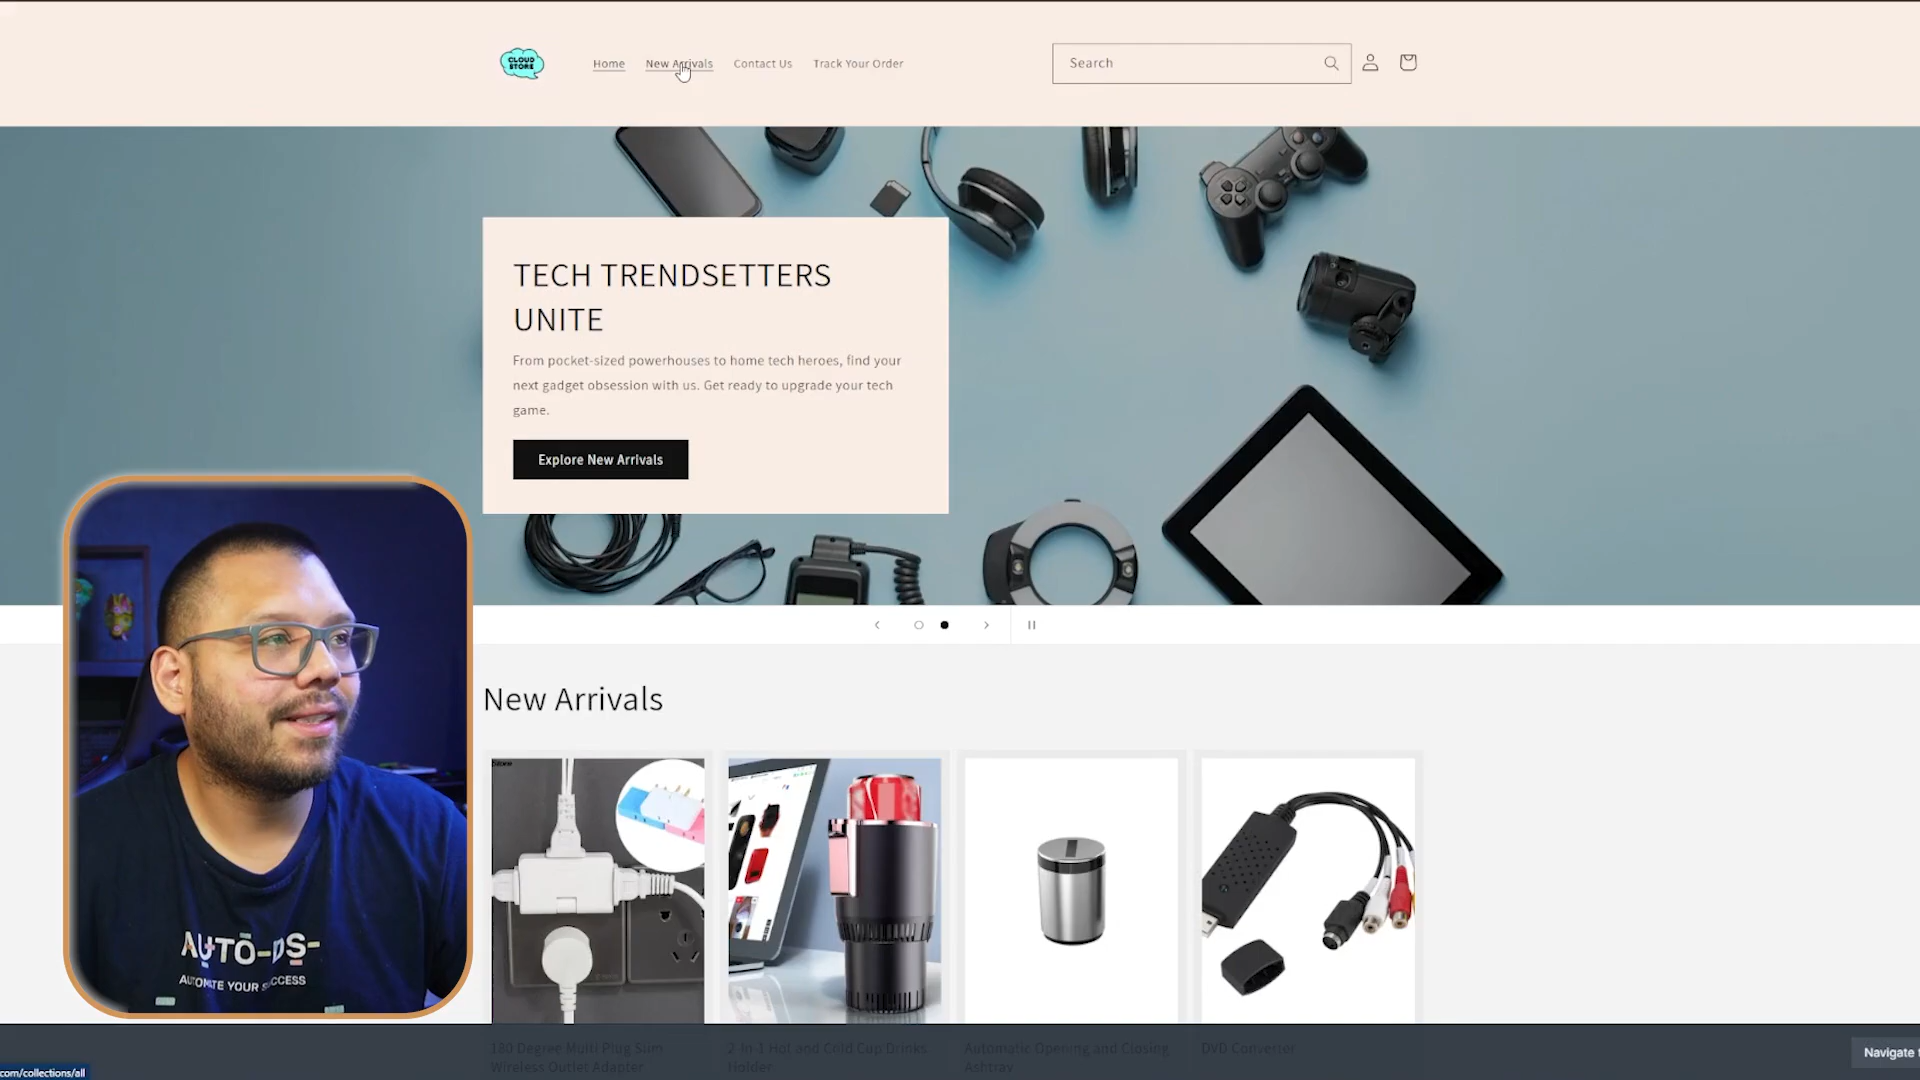 CLOUD
STORE
Home
New Arrivals
Contact Us
Track Your Order
Search
TECH TRENDSETTERS
UNITE
From pocket-sized powerhouses to home tech heroes, find your
next gadget obsession with us. Get ready to upgrade your tech
game.
Explore New Arrivals
New Arrivals
180 Degree Multi Plug Slim
Wireless Outlet Adapter
2-In-1 Hot and Cold Cup Drinks
Holder
Automatic Opening and Closing
Ashtray
DVD Converter
AUTO-DS-
AUTOMATE YOUR SUCCESS
Navigate
com/collections/all